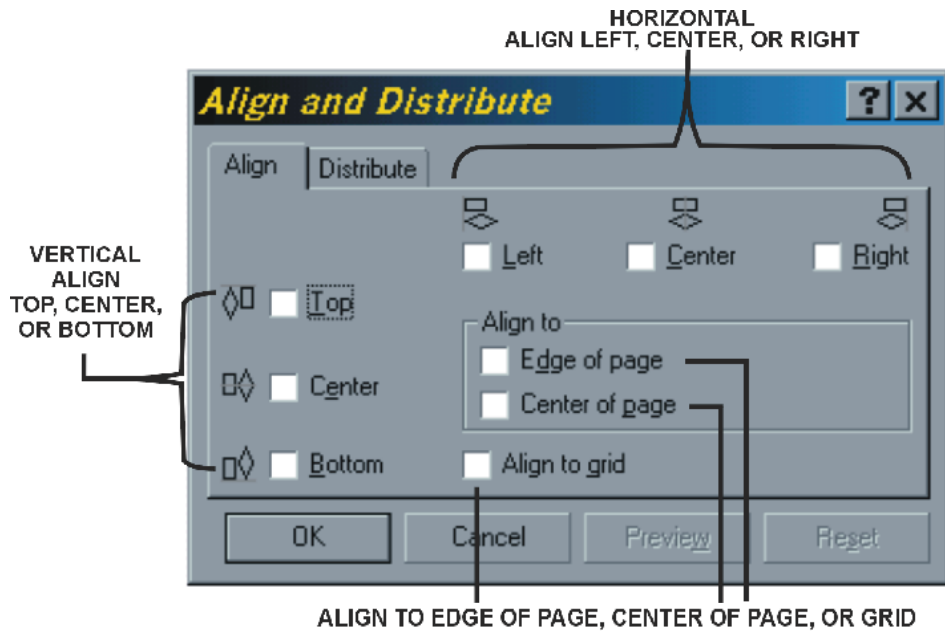 HORIZONTAL
ALIGN LEFT, CENTER, OR RIGHT
Align and Distribute
Align
Distribute
Left
Center
Right
VERTICAL
ALIGN
TOP, CENTER,
OR BOTTOM
Top
Align to
Edge of page
Center
Center of page
Bottom
Align to grid
OK
Cancel
Preview
Reset
ALIGN TO EDGE OF PAGE, CENTER OF PAGE, OR GRID